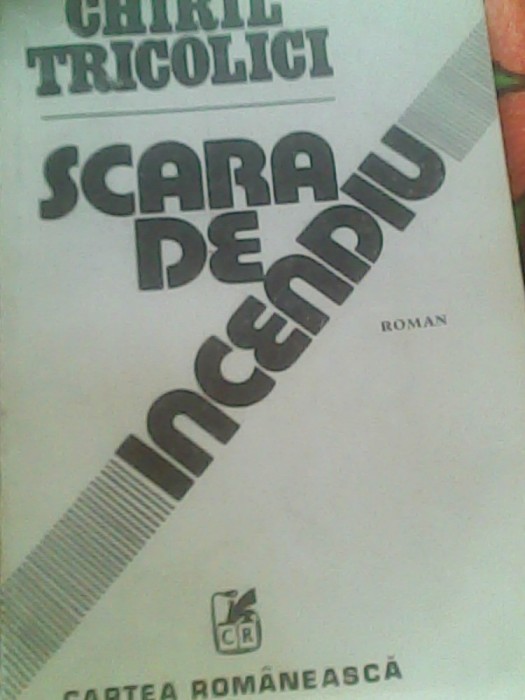 CHIRIL
TRICOLICI
SCARA
DE
INCENDIU
ROMAN
CR
CARTEA ROMÂNEASCĂ